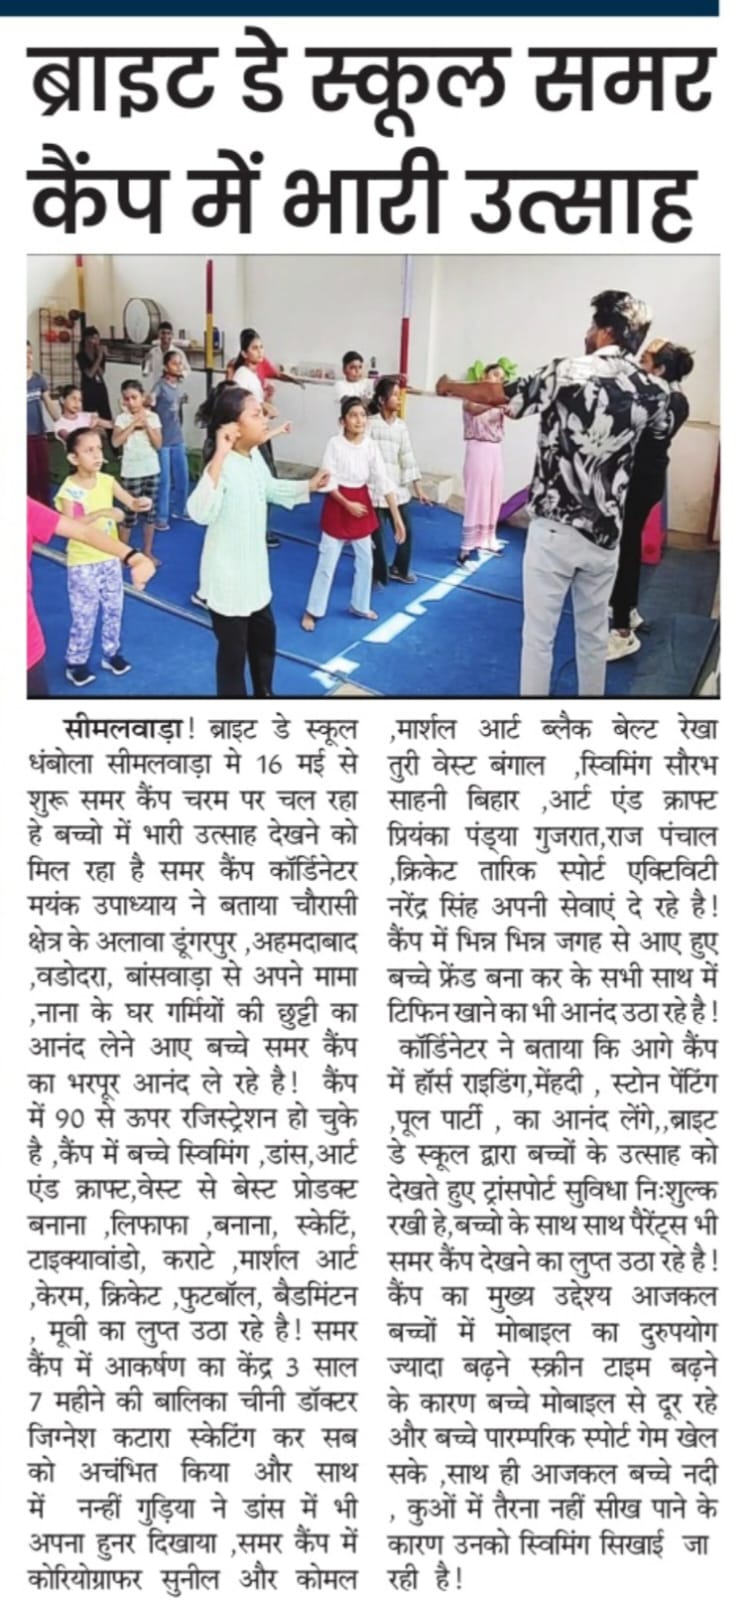 ब्राइट डे स्कूल समर
कैंप में भारी उत्साह
सीमलवाड़ा! ब्राइट डे स्कूल
धंबोला सीमलवाड़ा मे 16 मई से
शुरू समर कैंप चरम पर चल रहा
हे बच्चो में भारी उत्साह देखने को
मिल रहा है समर कैंप कॉर्डिनेटर
मयंक उपाध्याय ने बताया चौरासी
क्षेत्र के अलावा डूंगरपुर ,अहमदाबाद
,वडोदरा, बांसवाड़ा से अपने मामा
,नाना के घर गर्मियों की छुट्टी का
आनंद लेने आए बच्चे समर कैंप
का भरपूर आनंद ले रहे है! कैंप
में 90 से ऊपर रजिस्ट्रेशन हो चुके
है ,कैंप में बच्चे स्विमिंग ,डांस,आर्ट
एंड क्राफ्ट,वेस्ट से बेस्ट प्रोडक्ट
बनाना ,लिफाफा ,बनाना, स्केटिं,
टाइक्यावांडो, कराटे ,मार्शल आर्ट
,केरम, क्रिकेट ,फुटबॉल, बैडमिंटन
, मूवी का लुप्त उठा रहे है! समर
कैंप में आकर्षण का केंद्र 3 साल
7 महीने की बालिका चीनी डॉक्टर
जिग्नेश कटारा स्केटिंग कर सब
को अचंभित किया और साथ
में नन्हीं गुड़िया ने डांस में भी
अपना हुनर दिखाया ,समर कैंप में
कोरियोग्राफर सुनील और कोमल
,मार्शल आर्ट ब्लैक बेल्ट रेखा
तुरी वेस्ट बंगाल ,स्विमिंग सौरभ
साहनी बिहार ,आर्ट एंड क्राफ्ट
प्रियंका पंड्या गुजरात,राज पंचाल
,क्रिकेट तारिक स्पोर्ट एक्टिविटी
नरेंद्र सिंह अपनी सेवाएं दे रहे है!
कैंप में भिन्न भिन्न जगह से आए हुए
बच्चे फ्रेंड बना कर के सभी साथ में
टिफिन खाने का भी आनंद उठा रहे है!
कॉर्डिनेटर ने बताया कि आगे कैंप
में हॉर्स राइडिंग,मेंहदी , स्टोन पेंटिंग
,पूल पार्टी , का आनंद लेंगे,,ब्राइट
डे स्कूल द्वारा बच्चों के उत्साह को
देखते हुए ट्रांसपोर्ट सुविधा निःशुल्क
रखी हे,बच्चो के साथ साथ पैरेंट्स भी
समर कैंप देखने का लुप्त उठा रहे है!
कैंप का मुख्य उद्देश्य आजकल
बच्चों में मोबाइल का दुरुपयोग
ज्यादा बढ़ने स्क्रीन टाइम बढ़ने
के कारण बच्चे मोबाइल से दूर रहे
और बच्चे पारम्परिक स्पोर्ट गेम खेल
सके ,साथ ही आजकल बच्चे नदी
, कुओं में तैरना नहीं सीख पाने के
कारण उनको स्विमिंग सिखाई जा
रही है!